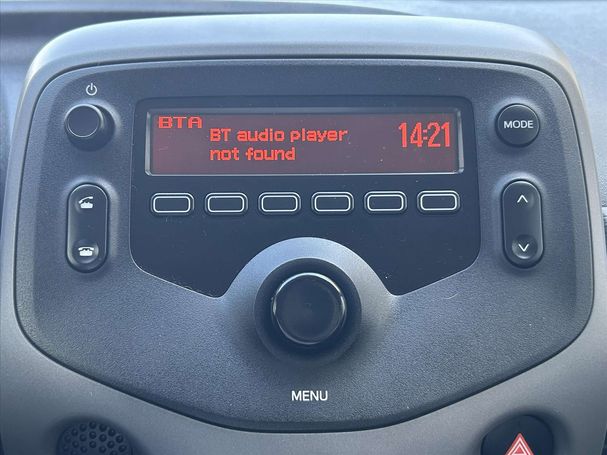 BTA
BT audio player 14:21
not found
MODE
MENU